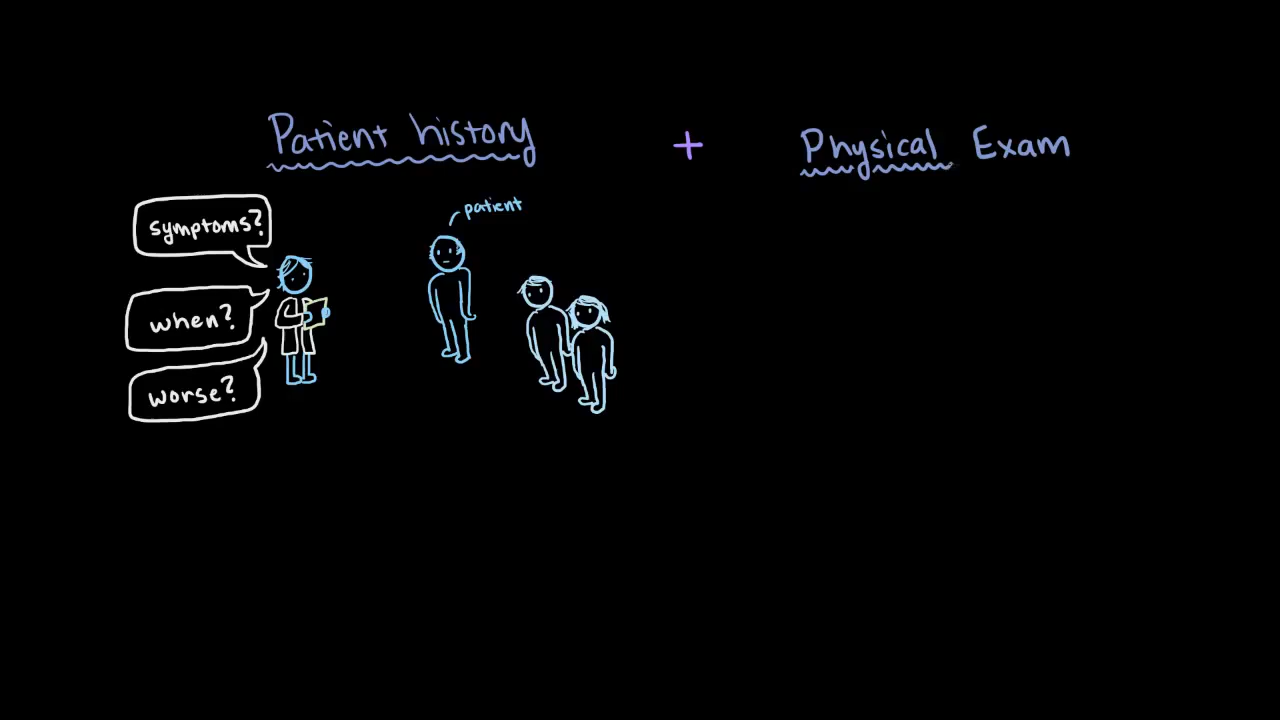 Patient history + Physical Exam
patient
symptoms?
when?
worse?